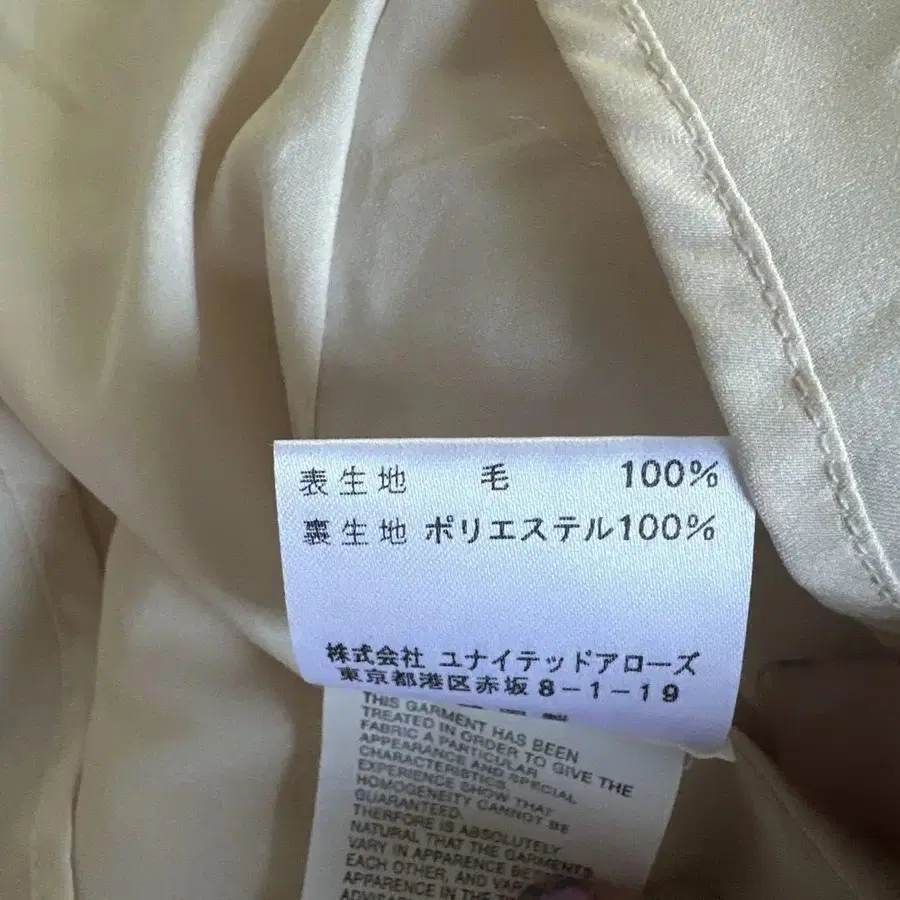 表生地 毛 100%
裏生地 ポリエステル100%
株式会社 ユナイテッドアローズ
東京都港区赤坂8-1-19
THIS GARMENT HAS BEEN
TREATED IN ORDER TO GIVE THE
FABRIC A PARTICULAR
APPEARANCE AND SPECIAL
CHARACTERISTICS.
EXPERIENCE SHOW THAT
HOMOGENEITY CANNOT BE
GUARANTEED.
THERFORE IS ABSOLUTELY
NATURAL THAT THE GARMENTS
VARY IN APPARENCE
EACH OTHER, AND
APPARENCE IN THE